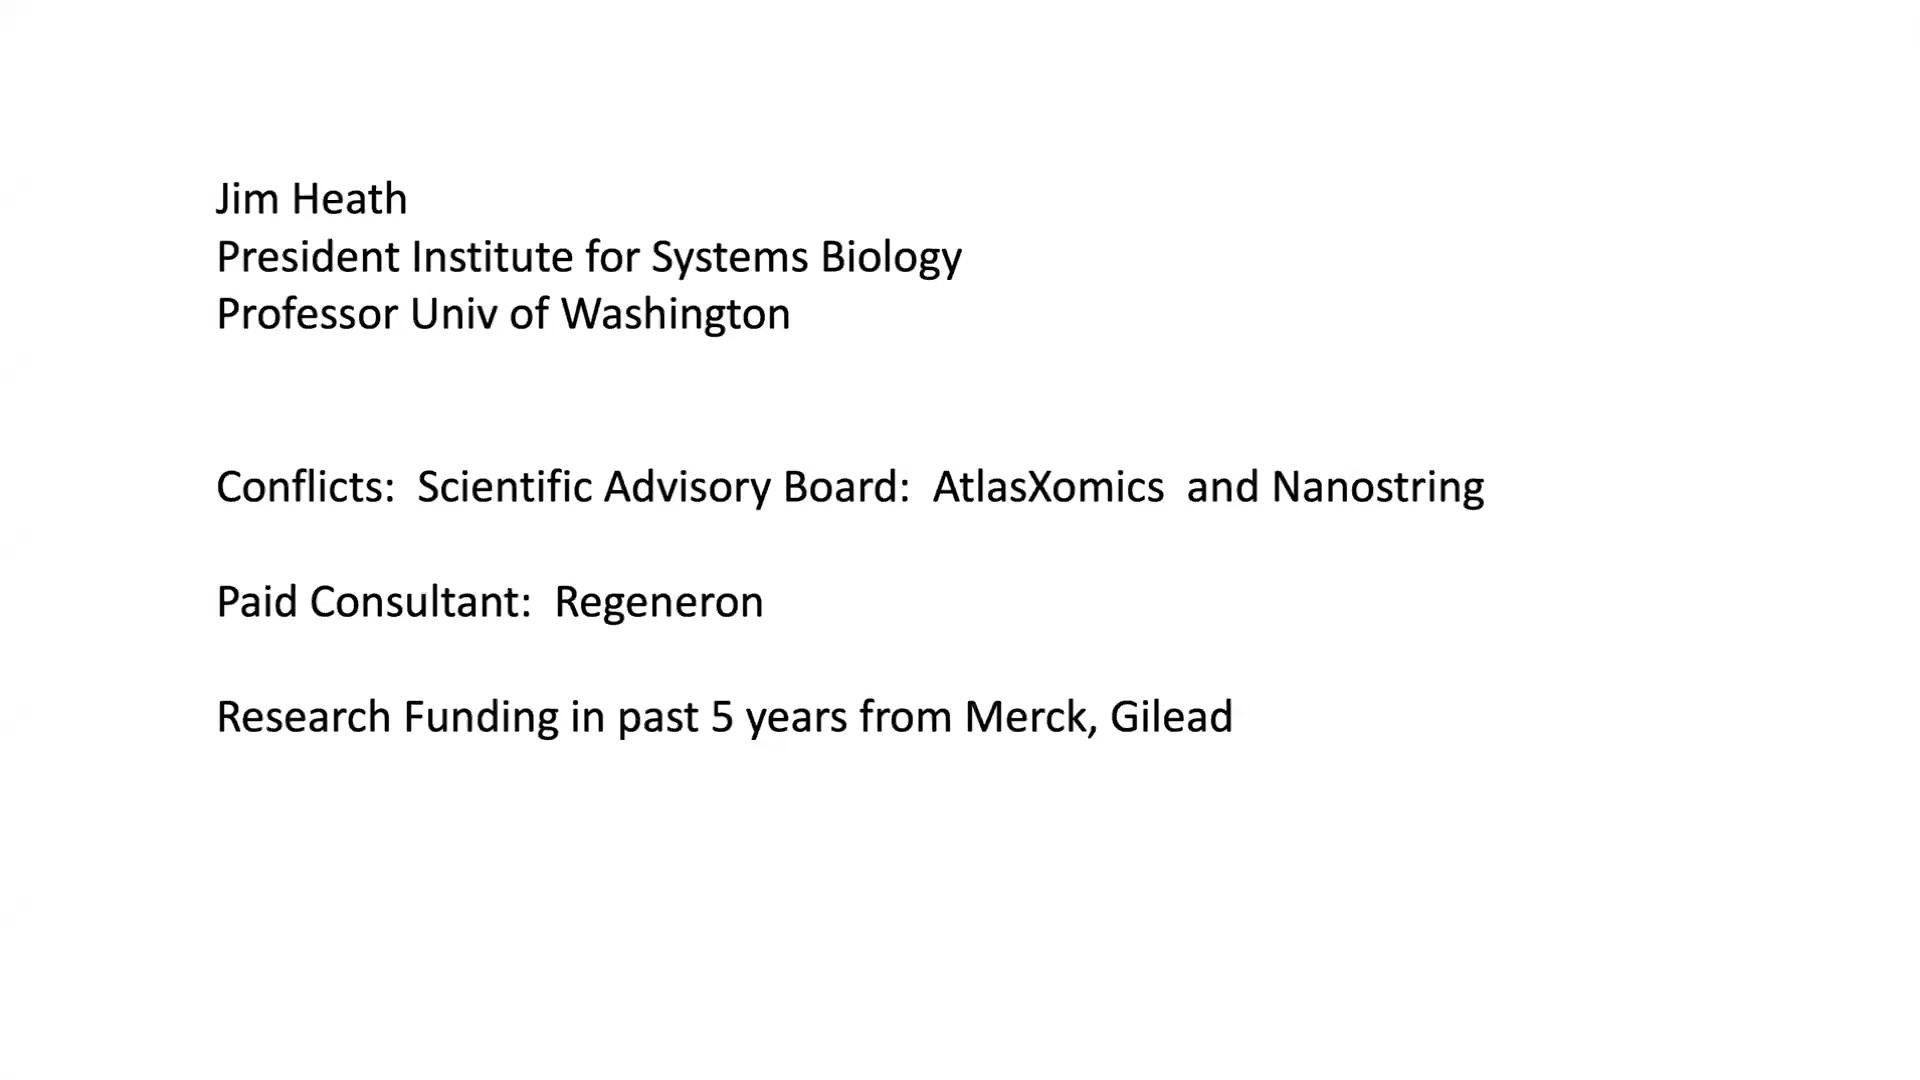 Jim Heath
President Institute for Systems Biology
Professor Univ of Washington
Conflicts:  Scientific Advisory Board:  AtlasXomics  and Nanostring
Paid Consultant:  Regeneron
Research Funding in past 5 years from Merck, Gilead